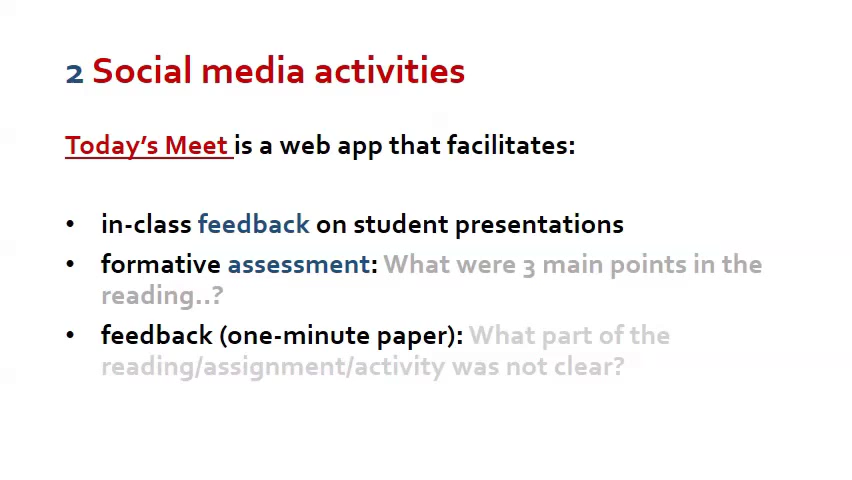 2 Social media activities
Today's Meet is a web app that facilitates:
• in-class feedback on student presentations
• formative assessment: What were 3 main points in the
reading..?
• feedback (one-minute paper): What part of the
reading/assignment/activity was not clear?